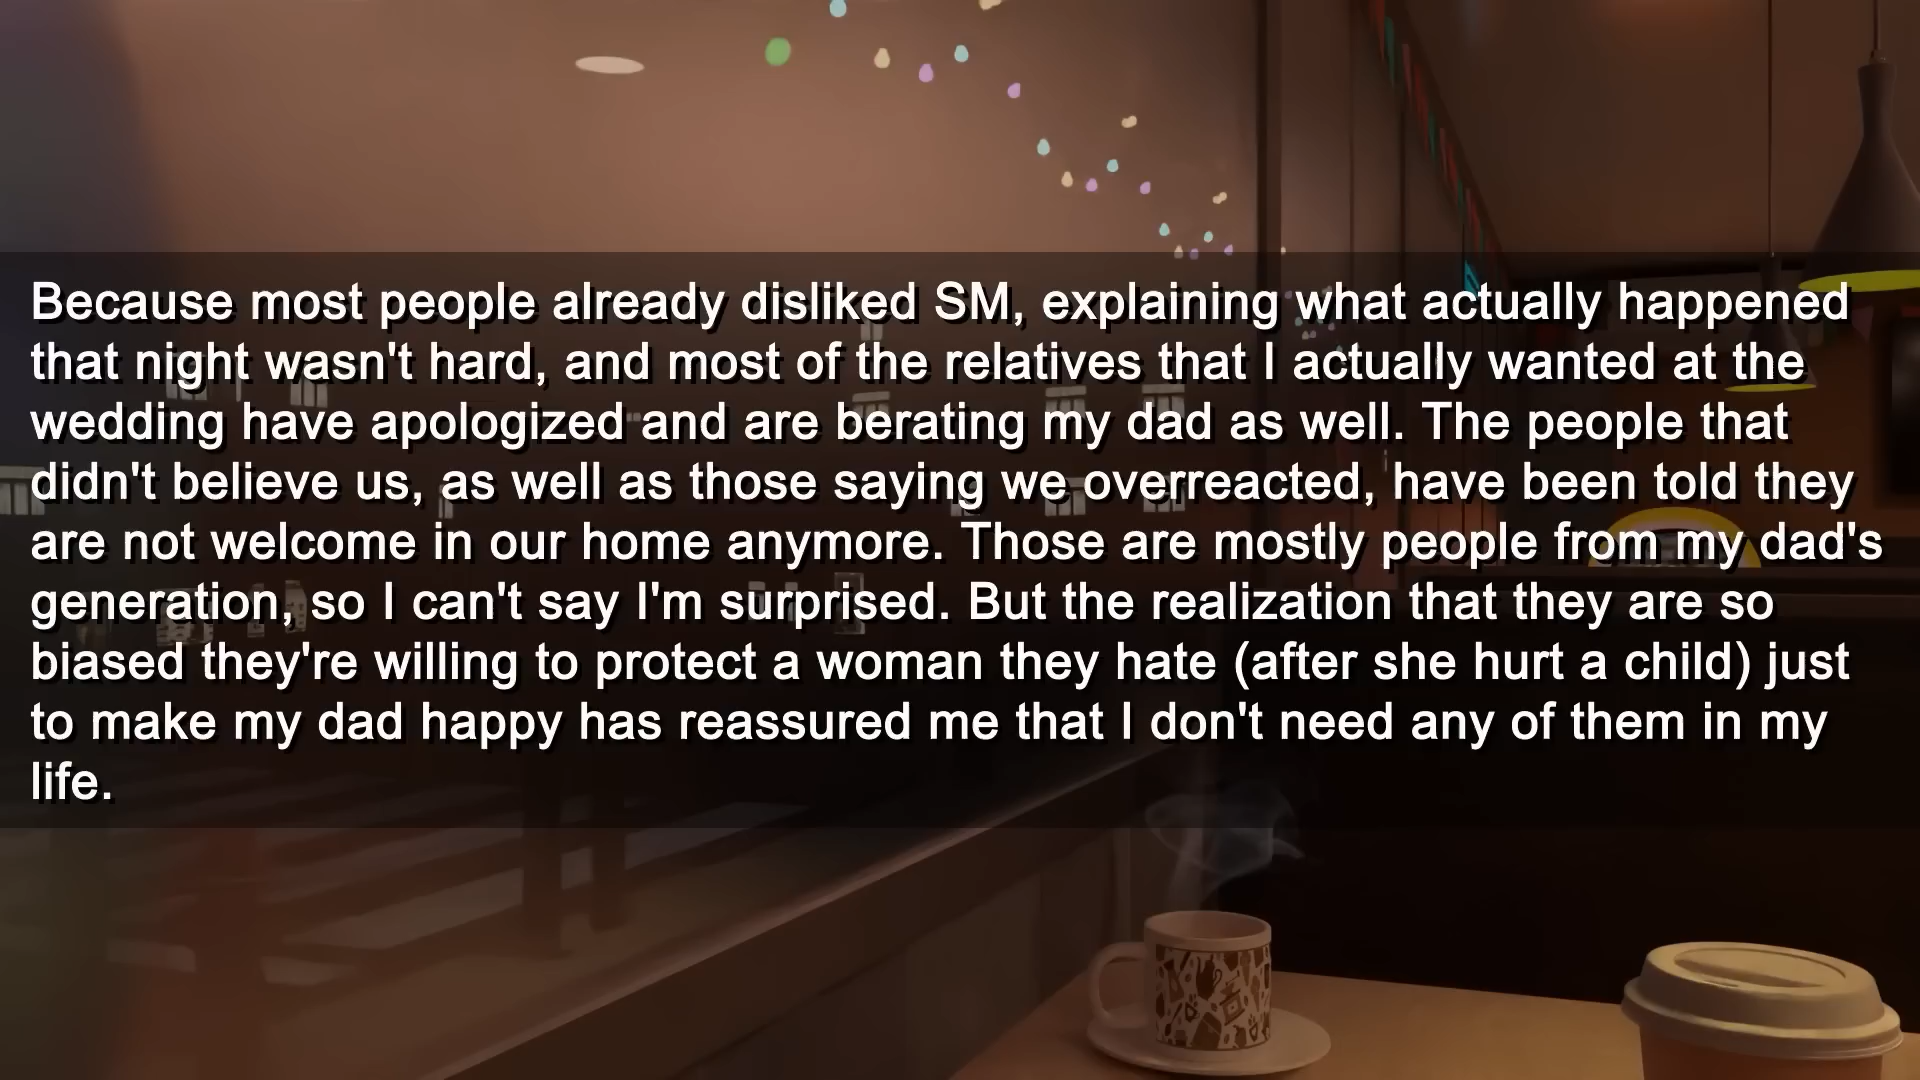 Because most people already disliked SM, explaining what actually happened
that night wasn't hard, and most of the relatives that I actually wanted at the
wedding have apologized and are berating my dad as well. The people that
didn't believe us, as well as those saying we overreacted, have been told they
are not welcome in our home anymore. Those are mostly people from my dad's
generation, so I can't say I'm surprised. But the realization that they are so
biased they're willing to protect a woman they hate (after she hurt a child) just
to make my dad happy has reassured me that I don't need any of them in my
life.